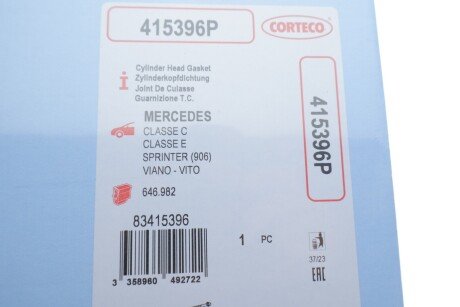 415396P
CORTECO
i
Cylinder Head Gasket
Zylinderkopfdichtung
Joint De Culasse
Guarnizione T.C.
415396P
MERCEDES
CLASSE C
CLASSE E
SPRINTER (906)
VIANO - VITO
646.982
83415396
1 PC
37/23
3 358960 492722
EAC